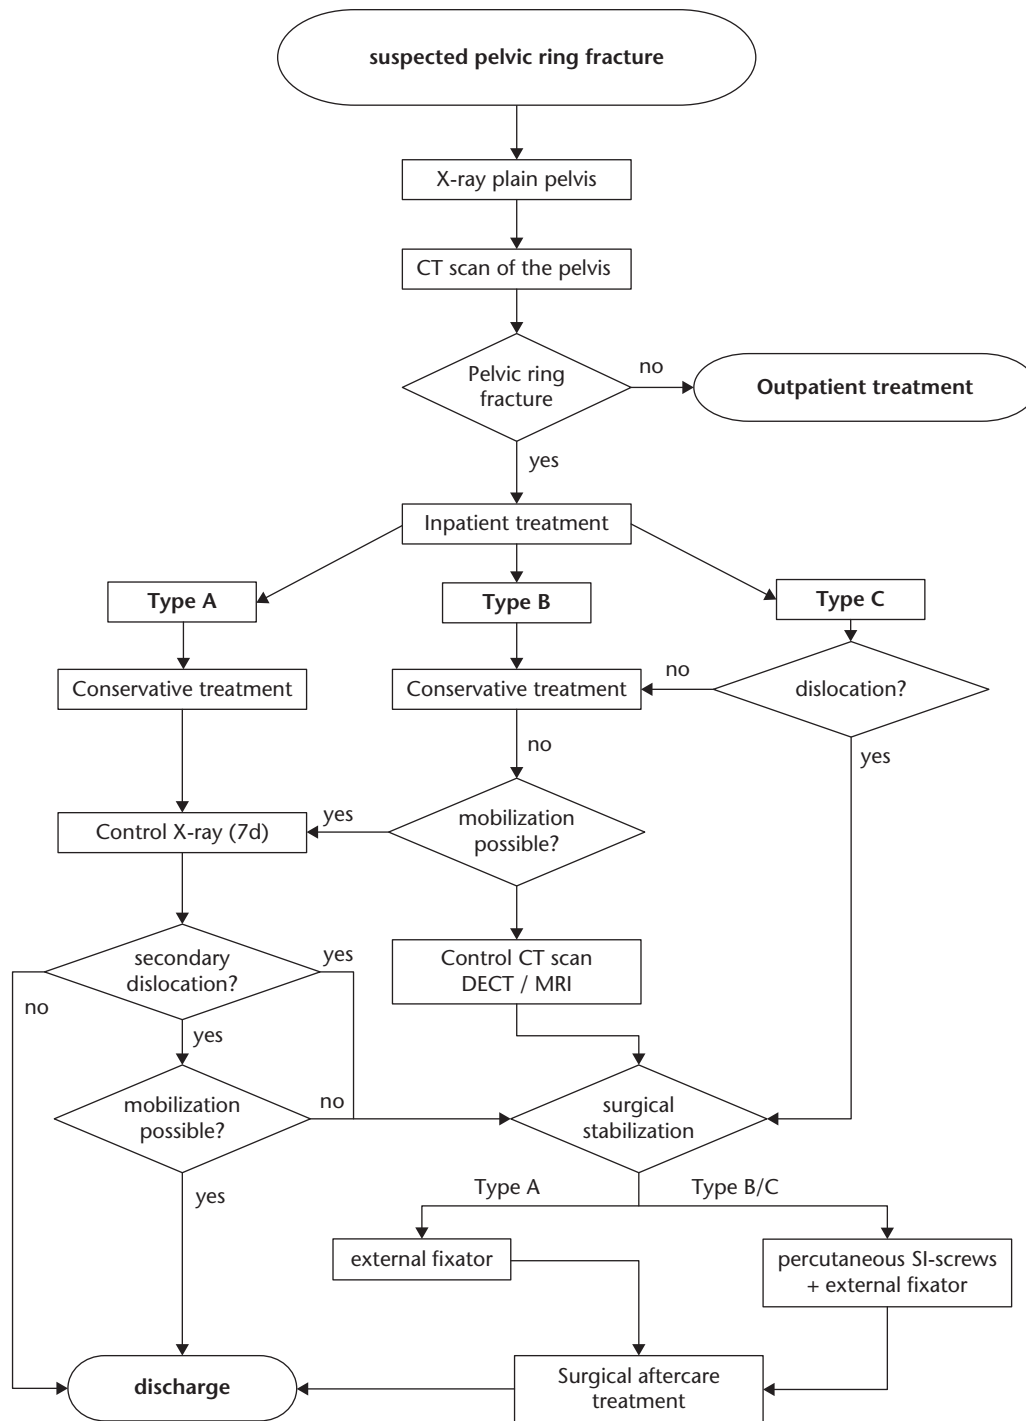 suspected pelvic ring fracture
X-ray plain pelvis
CT scan of the pelvis
Pelvic ring
fracture
no
Outpatient treatment
yes
Inpatient treatment
Type A
Type B
Type C
Conservative treatment
Conservative treatment
no
dislocation?
no
yes
Control X-ray (7d)
yes
mobilization
possible?
secondary
dislocation?
yes
no
yes
Control CT scan
DECT / MRI
mobilization
possible?
no
surgical
stabilization
yes
Type A
Type B/C
external fixator
percutaneous SI-screws
+ external fixator
discharge
Surgical aftercare
treatment